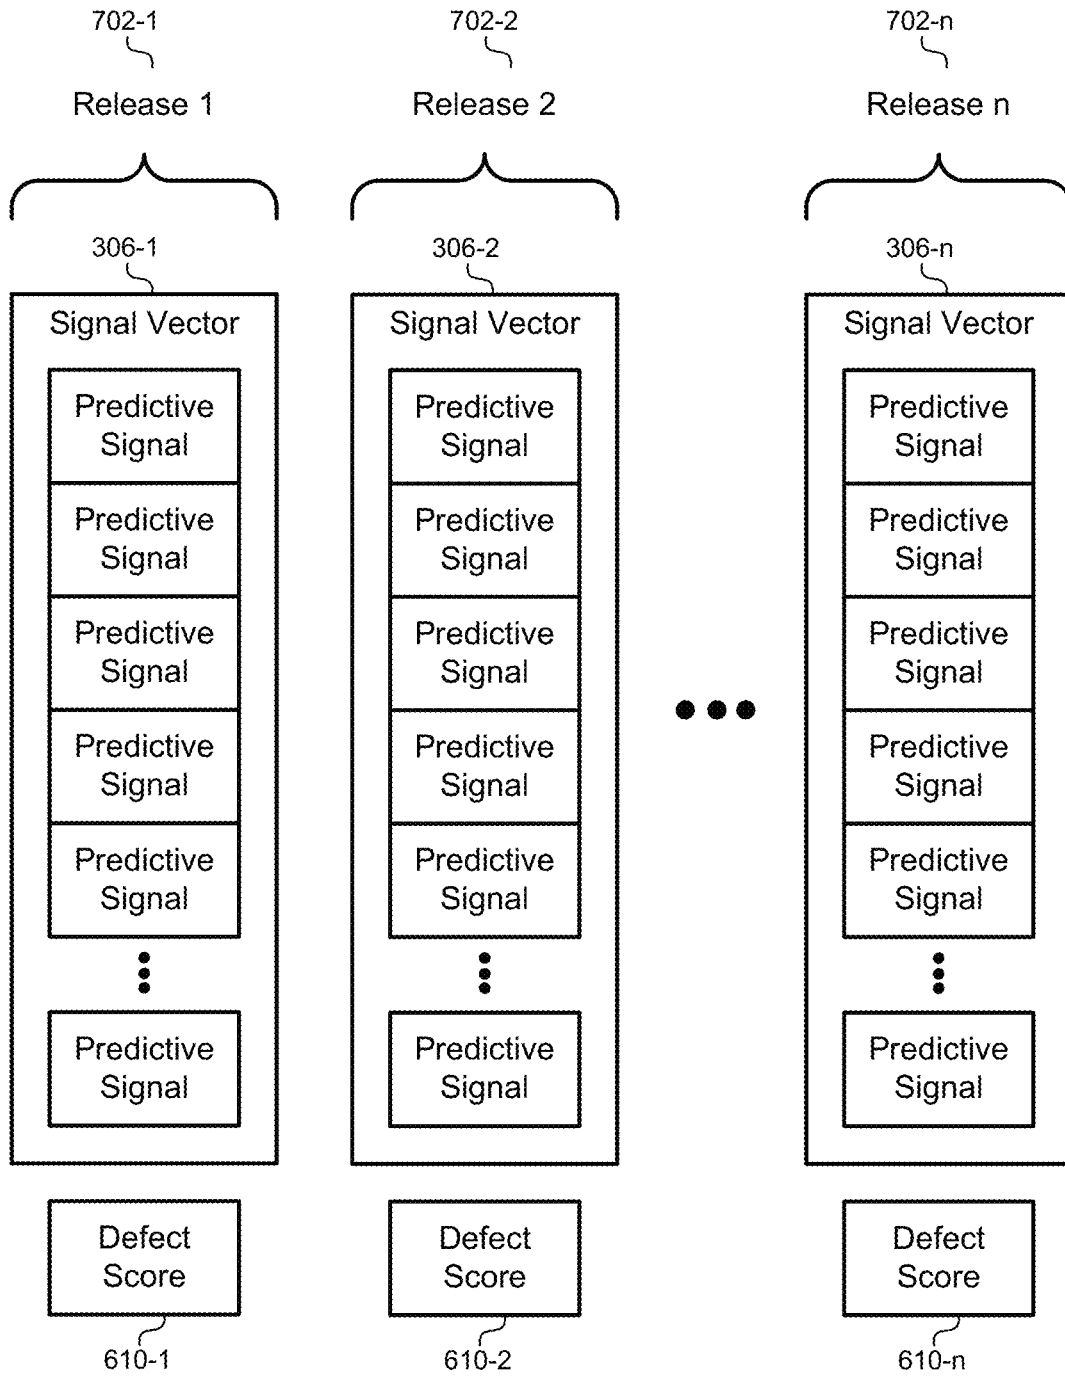 702-1
702-2
702-n
Release 1
Release 2
Release n
306-1
306-2
306-n
Signal Vector
Signal Vector
Signal Vector
Predictive
Signal
Predictive
Signal
Predictive
Signal
Predictive
Signal
Predictive
Signal
Predictive
Signal
Predictive
Signal
Predictive
Signal
Predictive
Signal
Predictive
Signal
Predictive
Signal
Predictive
Signal
Predictive
Signal
Predictive
Signal
Predictive
Signal
Predictive
Signal
Predictive
Signal
Predictive
Signal
Defect
Score
Defect
Score
Defect
Score
610-1
610-2
610-n